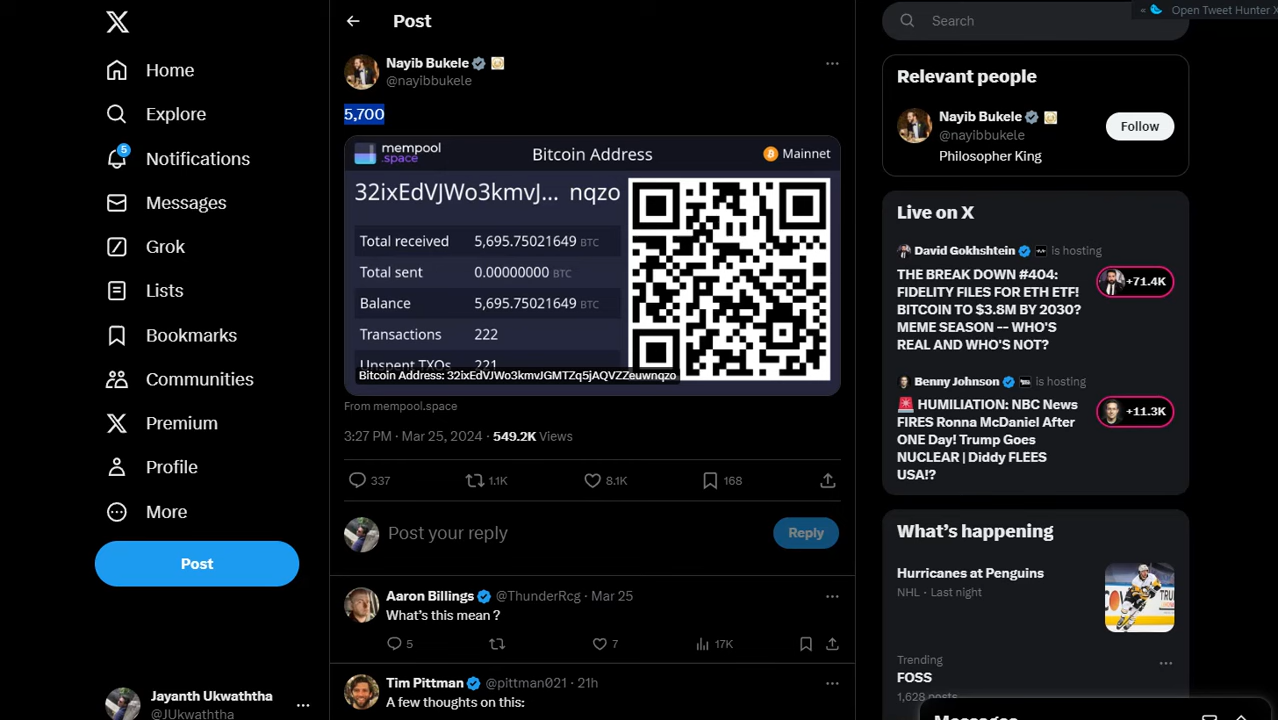 X
Home
Explore
5
Notifications
Messages
Grok
Lists
Bookmarks
Communities
Premium
Profile
More
Post
Jayanth Ukwaththa
@JUkwaththa
Post
Nayib Bukele
@nayibbukele
5,700
mempool
.space
Bitcoin Address
Mainnet
32ixEdVJWo3kmvJ... nqzo
Total received 5,695.75021649 BTC
Total sent 0.00000000 BTC
Balance 5,695.75021649 BTC
Transactions 222
Unspent TXOs 221
Bitcoin Address: 32ixEdVJWo3kmvJGMTZq5jAQVZZeuwnqzo
From mempool.space
3:27 PM · Mar 25, 2024 · 549.2K Views
337 1.1K 8.1K 168
Post your reply
Reply
Aaron Billings @ThunderRcg · Mar 25
What's this mean ?
5 7 17K
Tim Pittman @pittman021 · 21h
A few thoughts on this:
« Open Tweet Hunter X
Search
Relevant people
Nayib Bukele
@nayibbukele
Follow
Philosopher King
Live on X
David Gokhshtein is hosting
THE BREAK DOWN #404:
FIDELITY FILES FOR ETH ETF!
BITCOIN TO $3.8M BY 2030?
MEME SEASON -- WHO'S
REAL AND WHO'S NOT?
+71.4K
Benny Johnson is hosting
🚨 HUMILIATION: NBC News
FIRES Ronna McDaniel After
ONE Day! Trump Goes
NUCLEAR | Diddy FLEES
USA!?
+11.3K
What's happening
Hurricanes at Penguins
NHL · Last night
Trending
FOSS
1,628 posts
Messages